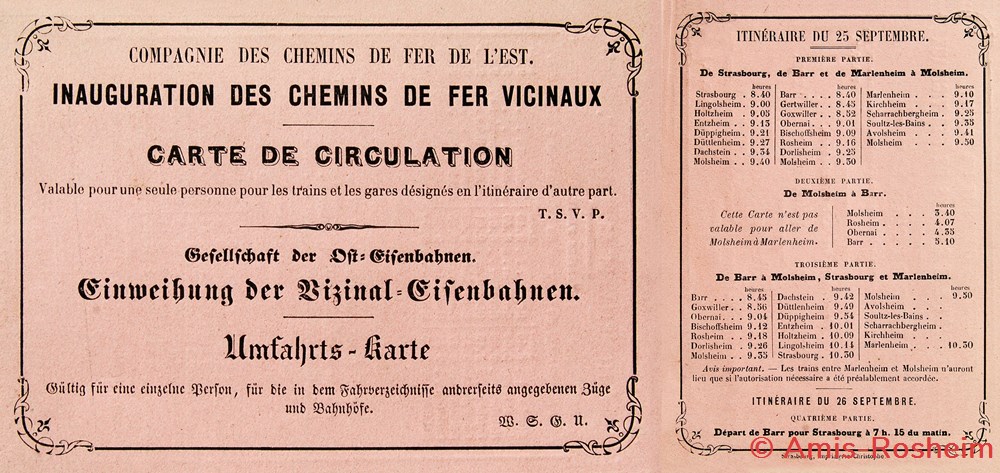 COMPAGNIE DES CHEMINS DE FER DE L'EST.
INAUGURATION DES CHEMINS DE FER VICINAUX
CARTE DE CIRCULATION
Valable pour une seule personne pour les trains et les gares désignés en l'itinéraire d'autre part.
T. S. V. P.
Gesellschaft der Ost-Eisenbahnen.
Einweihung der Vizinal-Eisenbahnen.
Umfahrts-Karte
Gültig für eine einzelne Person, für die in dem Fahrverzeichnisse andrerseits angegebenen Züge
und Bahnhöfe.
W. S. G. U.
ITINÉRAIRE DU 25 SEPTEMBRE.
PREMIÈRE PARTIE.
De Strasbourg, de Barr et de Marlenheim à Molsheim.
heures
Strasbourg . 8.40
Lingolsheim . 9.00
Holtzheim . . 9.05
Entzheim . . 9.13
Düppigheim . 9.21
Düttlenheim . 9.27
Dachstein . . 9.34
Molsheim . . 9.40
heures
Barr . . . . 8.40
Gertwiller . . 8.45
Goxwiller . . 8.52
Obernai . . . 9.01
Bischoffsheim 9.09
Rosheim . . 9.16
Dorlisheim . . 9.25
Molsheim . . 9.30
heures
Marlenheim . . . 9.10
Kirchheim . . . 9.17
Scharrachbergheim . 9.25
Soultz-les-Bains . . 9.35
Avolsheim . . . 9.41
Molsheim . . . . 9.50
DEUXIÈME PARTIE.
De Molsheim à Barr.
Cette Carte n'est pas
valable pour aller de
Molsheim à Marlenheim.
heures
Molsheim . . . . 3.40
Rosheim . . . . 4.07
Obernai . . . . 4.35
Barr . . . . . 5.10
TROISIÈME PARTIE.
De Barr à Molsheim, Strasbourg et Marlenheim.
heures
Barr . . . . 8.45
Goxwiller . . 8.56
Obernai . . . 9.04
Bischoffsheim . 9.12
Rosheim . . . 9.18
Dorlisheim . . 9.26
Molsheim . . . 9.35
heures
Dachstein . 9.42
Düttlenheim 9.49
Düppigheim . 9.54
Entzheim . . 10.01
Holtzheim . . 10.09
Lingolsheim . 10.14
Strasbourg . 10.30
heures
Molsheim . . . . 9.50
Avolsheim . . .
Soultz-les-Bains . .
Scharrachbergheim .
Kirchheim . . .
Marlenheim . . . 10.30
Avis important. — Les trains entre Marlenheim et Molsheim n'auront
lieu que si l'autorisation nécessaire a été préalablement accordée.
ITINÉRAIRE DU 26 SEPTEMBRE.
QUATRIÈME PARTIE.
Départ de Barr pour Strasbourg à 7 h. 15 du matin.
© Amis Rosheim
Strasbourg, Christophe